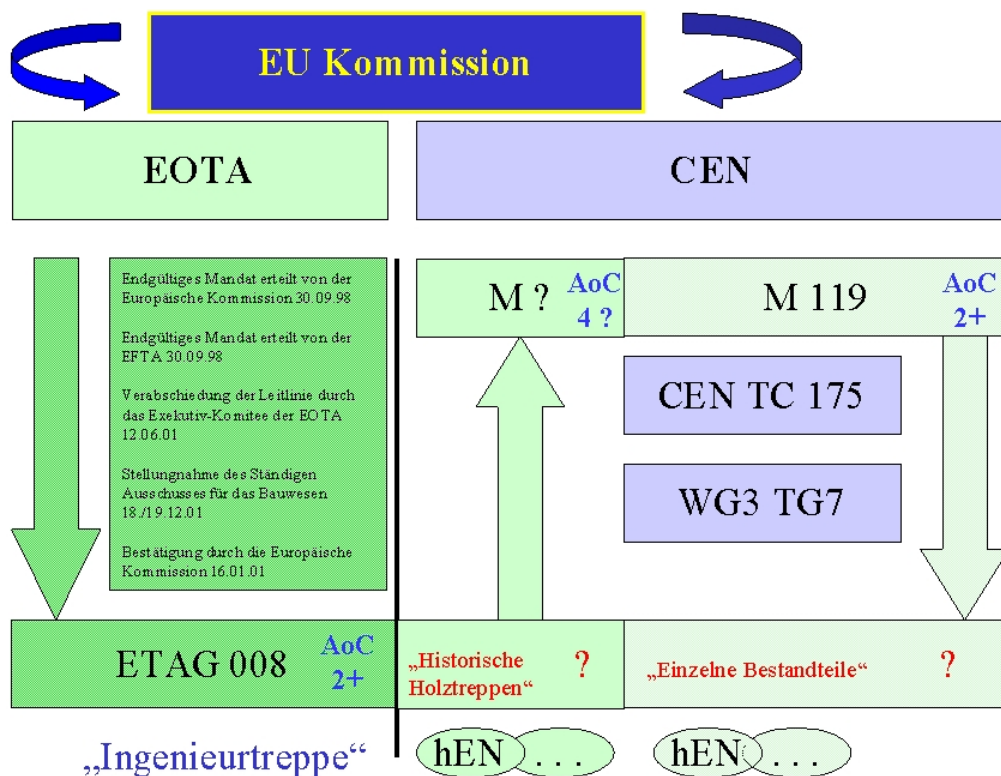 EU Kommission
EOTA
CEN
Endgültiges Mandat erteilt von der
Europäische Kommission 30.09.98
Endgültiges Mandat erteilt von der
EFTA 30.09.98
Verabschiedung der Leitlinie durch
das Exekutiv-Komitee der EOTA
12.06.01
Stellungnahme des Ständigen
Ausschusses für das Bauwesen
18./19.12.01
Bestätigung durch die Europäische
Kommission 16.01.01
M ?
AoC
4 ?
M 119
AoC
2+
CEN TC 175
WG3 TG7
ETAG 008
AoC
2+
„Historische
Holztreppen“
?
„Einzelne Bestandteile“
?
„Ingenieurtreppe“
hEN
. . .
hEN
. . .